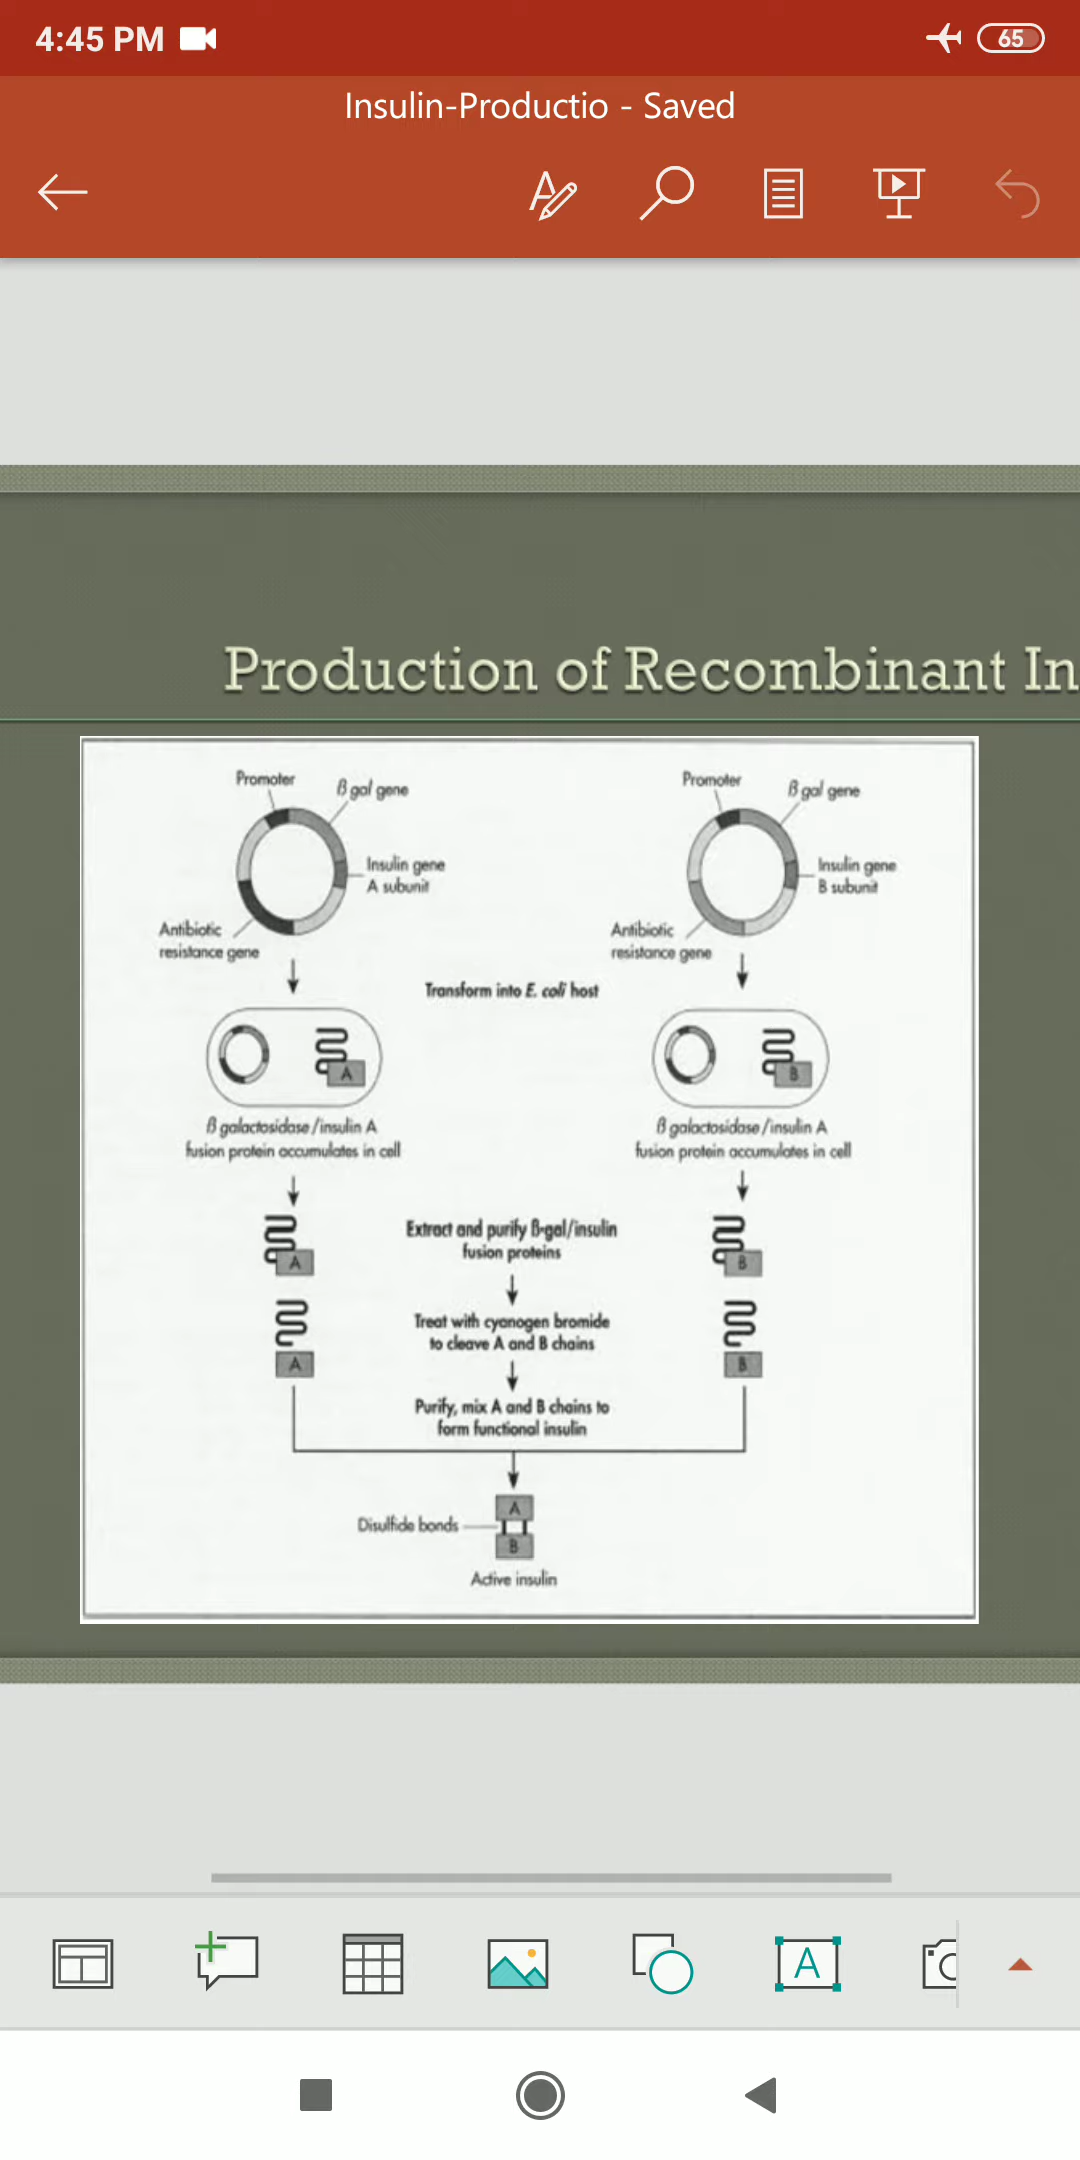 4:45 PM
65
Insulin-Productio - Saved
Production of Recombinant In
Promoter
β gal gene
Insulin gene
A subunit
Antibiotic
resistance gene
Promoter
β gal gene
Insulin gene
B subunit
Antibiotic
resistance gene
Transform into E. coli host
A
B
β galactosidase/insulin A
fusion protein accumulates in cell
β galactosidase/insulin A
fusion protein accumulates in cell
A
B
Extract and purify β-gal/insulin
fusion proteins
Treat with cyanogen bromide
to cleave A and B chains
A
B
Purify, mix A and B chains to
form functional insulin
Disulfide bonds
A
B
Active insulin
A